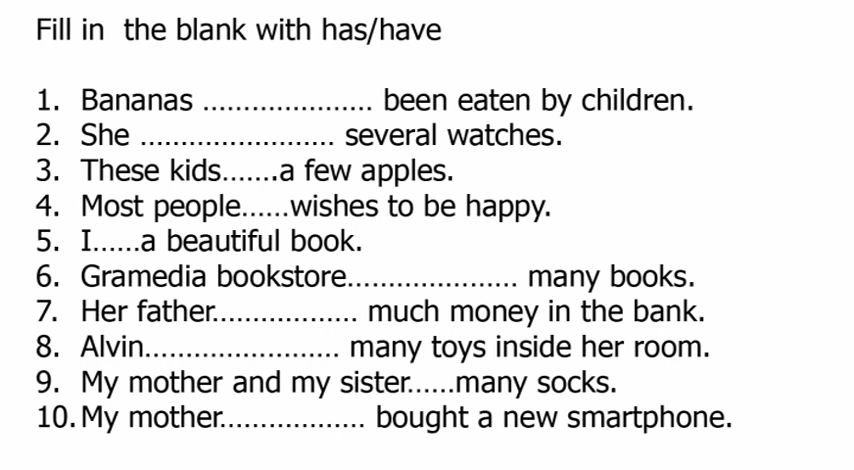 Fill in  the blank with has/have
1. Bananas ..................... been eaten by children.
2. She ........................ several watches.
3. These kids.......a few apples.
4. Most people......wishes to be happy.
5. I......a beautiful book.
6. Gramedia bookstore..................... many books.
7. Her father.................. much money in the bank.
8. Alvin........................ many toys inside her room.
9. My mother and my sister......many socks.
10. My mother.................. bought a new smartphone.